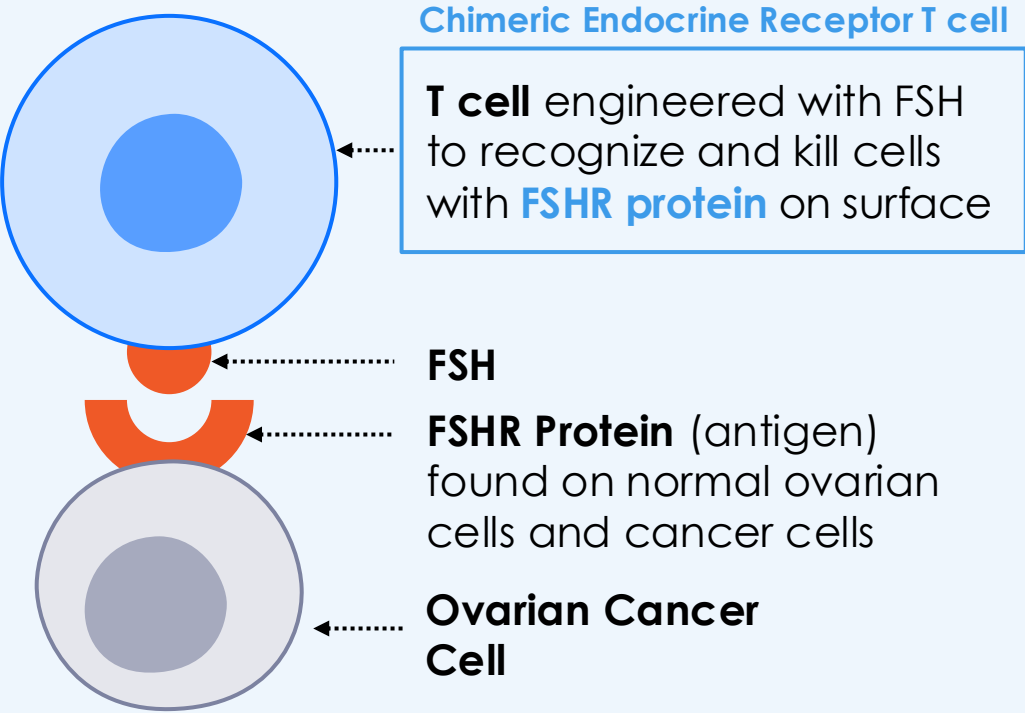 Chimeric Endocrine Receptor T cell
T cell engineered with FSH
to recognize and kill cells
with FSHR protein on surface
FSH
FSHR Protein (antigen)
found on normal ovarian
cells and cancer cells
Ovarian Cancer
Cell